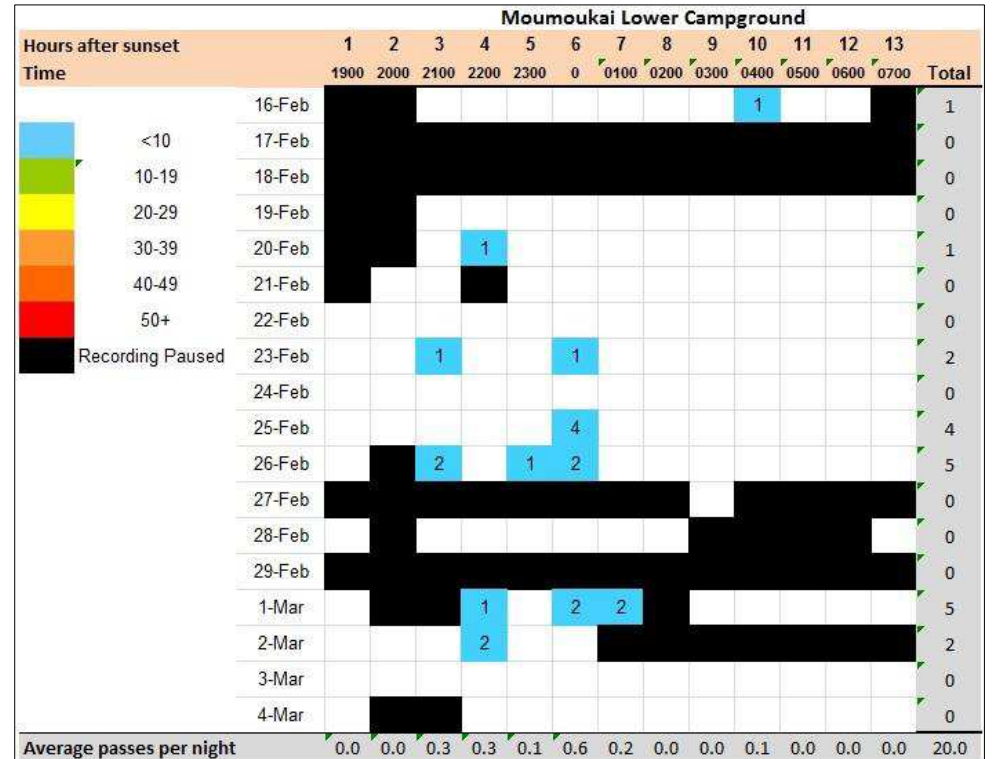 Moumoukai Lower Campground
Hours after sunset 1 2 3 4 5 6 7 8 9 10 11 12 13
Time 1900 2000 2100 2200 2300 0 0100 0200 0300 0400 0500 0600 0700 Total
16-Feb 1 1
<10 17-Feb 0
10-19 18-Feb 0
20-29 19-Feb 0
30-39 20-Feb 1 1
40-49 21-Feb 0
50+ 22-Feb 0
Recording Paused 23-Feb 1 1 2
24-Feb 0
25-Feb 4 4
26-Feb 2 1 2 5
27-Feb 0
28-Feb 0
29-Feb 0
1-Mar 1 2 2 5
2-Mar 2 2
3-Mar 0
4-Mar 0
Average passes per night 0.0 0.0 0.3 0.3 0.1 0.6 0.2 0.0 0.0 0.1 0.0 0.0 0.0 20.0